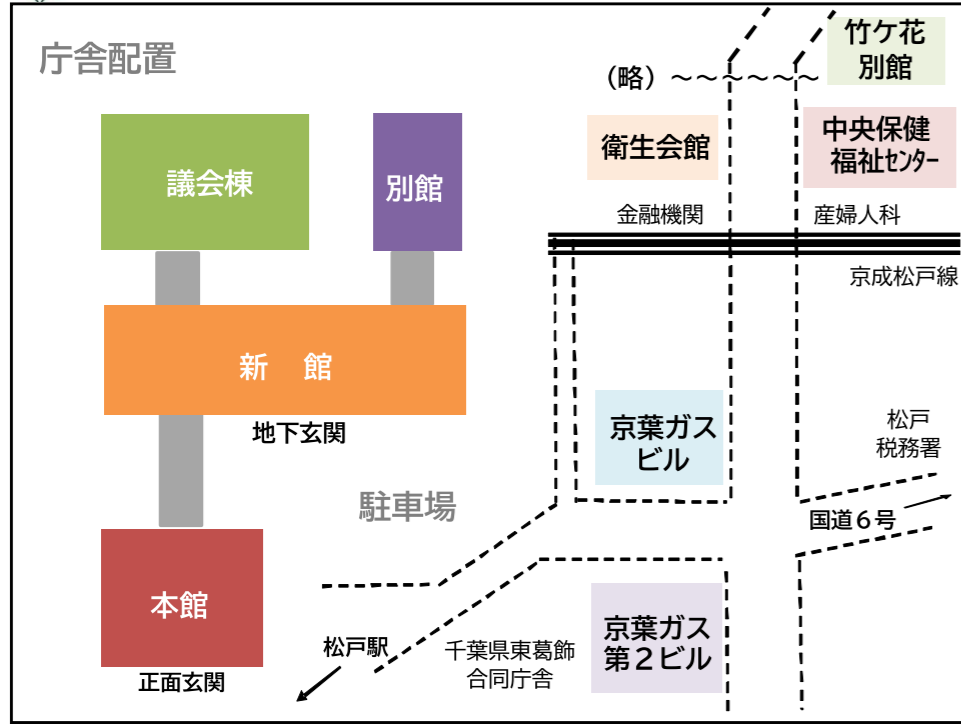 庁舎配置
竹ケ花
別館
(略)~~~~~~
議会棟
別館
衛生会館
中央保健
福祉ｾﾝﾀｰ
金融機関
産婦人科
京成松戸線
新 館
地下玄関
京葉ガス
ビル
松戸
税務署
駐車場
国道6号
本館
正面玄関
松戸駅
千葉県東葛飾
合同庁舎
京葉ガス
第2ビル